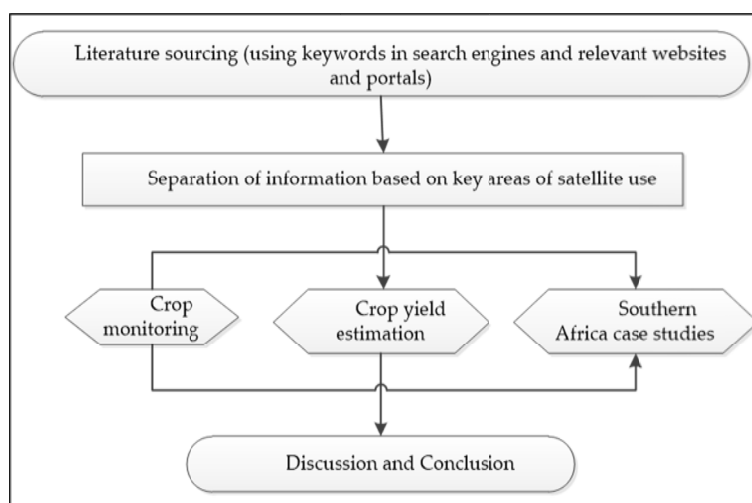 Literature sourcing (using keywords in search engines and relevant websites
and portals)
Separation of information based on key areas of satellite use
Crop
monitoring
Crop yield
estimation
Southern
Africa case studies
Discussion and Conclusion